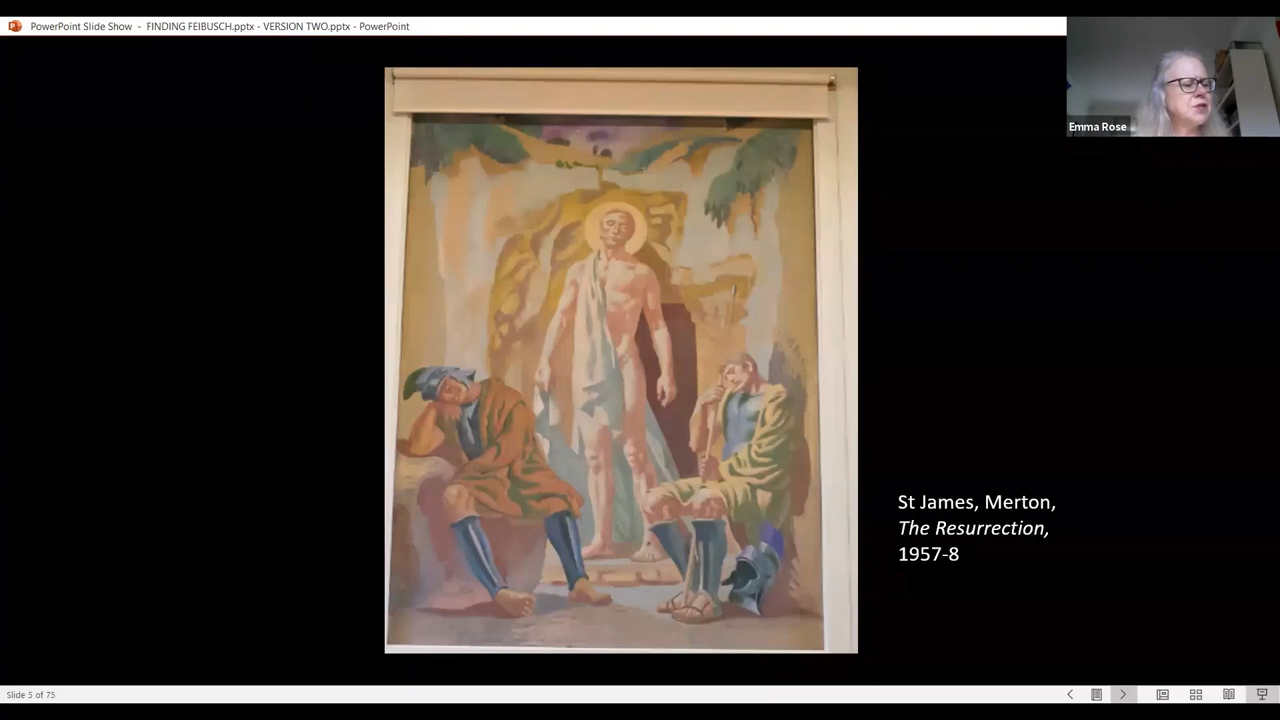 PowerPoint Slide Show - FINDING FEIBUSCH.pptx - VERSION TWO.pptx - PowerPoint
Emma Rose
St James, Merton,
The Resurrection,
1957-8
Slide 5 of 75